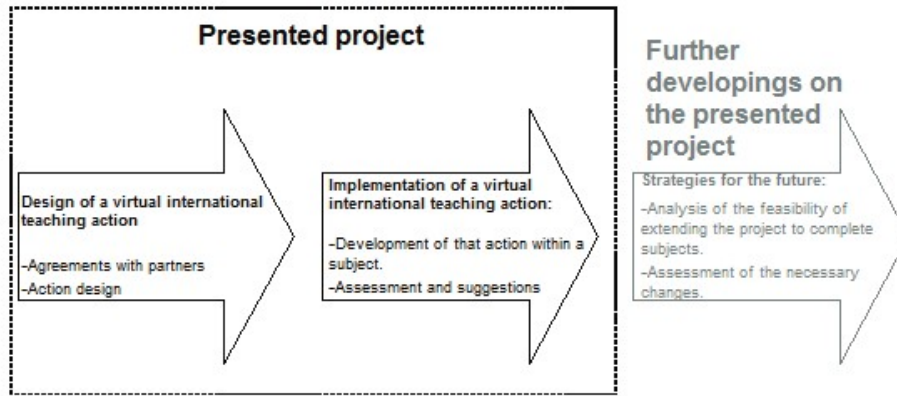 Presented project
Design of a virtual international
teaching action
-Agreements with partners
-Action design
Implementation of a virtual
international teaching action:
-Development of that action within a
subject.
-Assessment and suggestions
Further
developings on
the presented
project
Strategies for the future:
-Analysis of the feasibility of
extending the project to complete
subjects.
-Assessment of the necessary
changes.